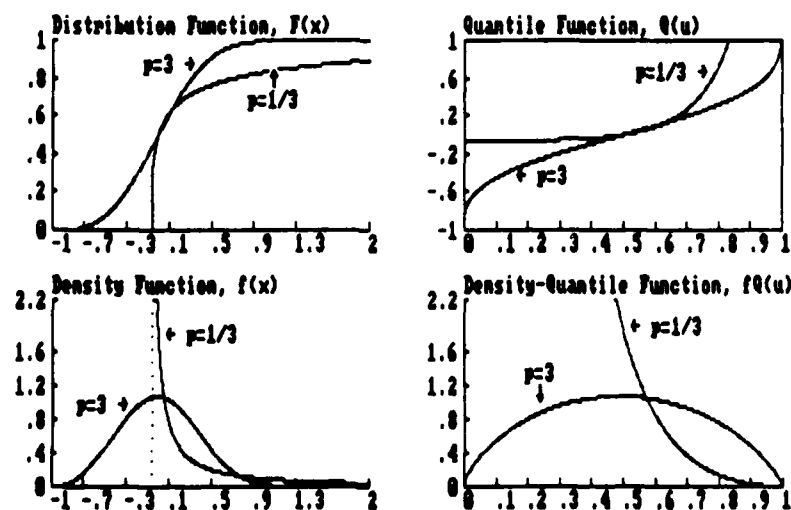 Distribution Function, F(x)
1
.8
.6
.4
.2
0
p=3 →
↑
p=1/3
-1 -.7 -.3 .1 .5 .9 1.3 2
Quantile Function, Q(u)
1
.6
.2
-.2
-.6
-1
p=1/3 →
← p=3
0 .1 .2 .3 .4 .5 .6 .7 .8 .9 1
Density Function, f(x)
2.2
1.6
1.2
.8
.4
0
← p=1/3
p=3 →
-1 -.7 -.3 .1 .5 .9 1.3 2
Density-Quantile Function, fQ(u)
2.2
1.6
1.2
.8
.4
0
← p=1/3
p=3
↓
0 .1 .2 .3 .4 .5 .6 .7 .8 .9 1